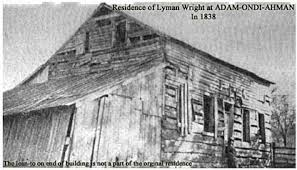 Residence of Lyman Wright at ADAM-ONDI-AHMAN
In 1838
The lean-to on end of building is not a part of the orginal residence